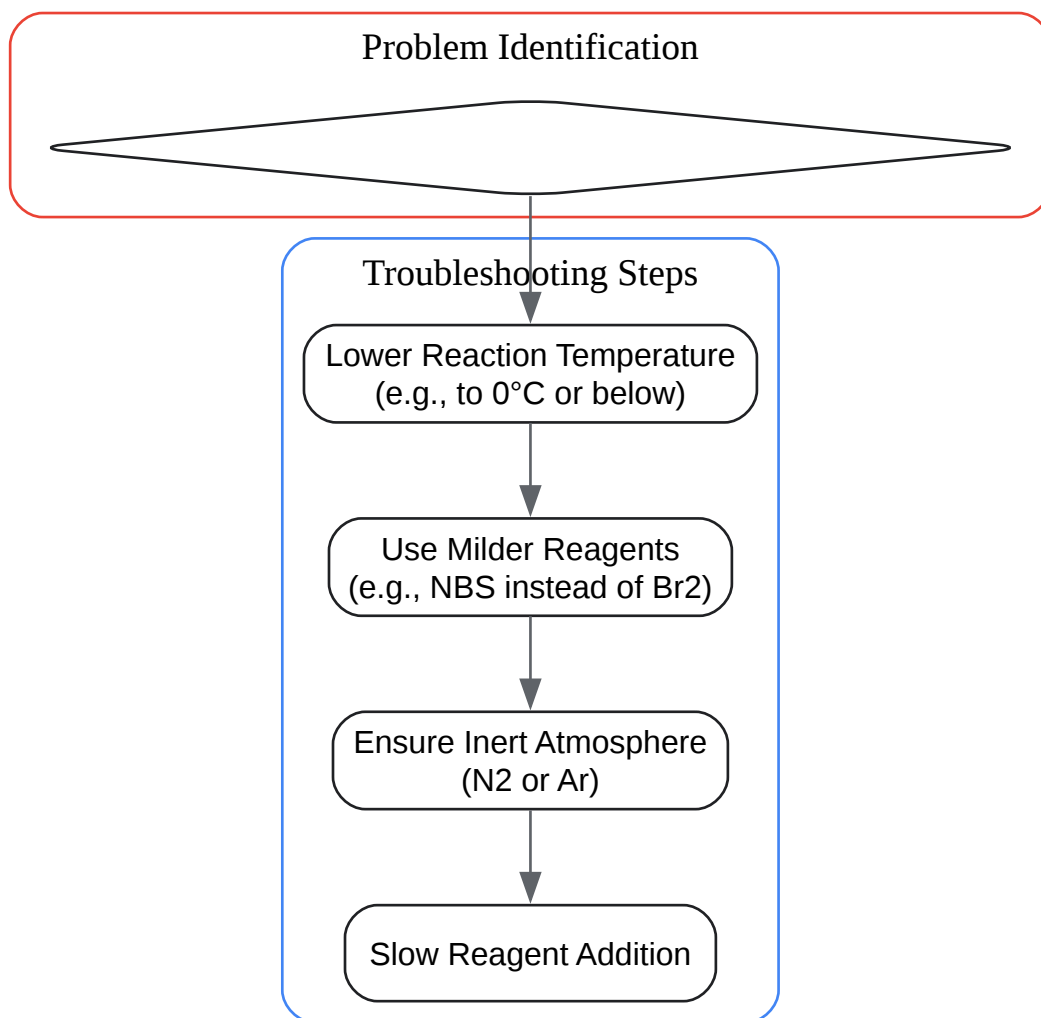 Problem Identification
Troubleshooting Steps
Lower Reaction Temperature
(e.g., to 0°C or below)
Use Milder Reagents
(e.g., NBS instead of Br2)
Ensure Inert Atmosphere
(N2 or Ar)
Slow Reagent Addition